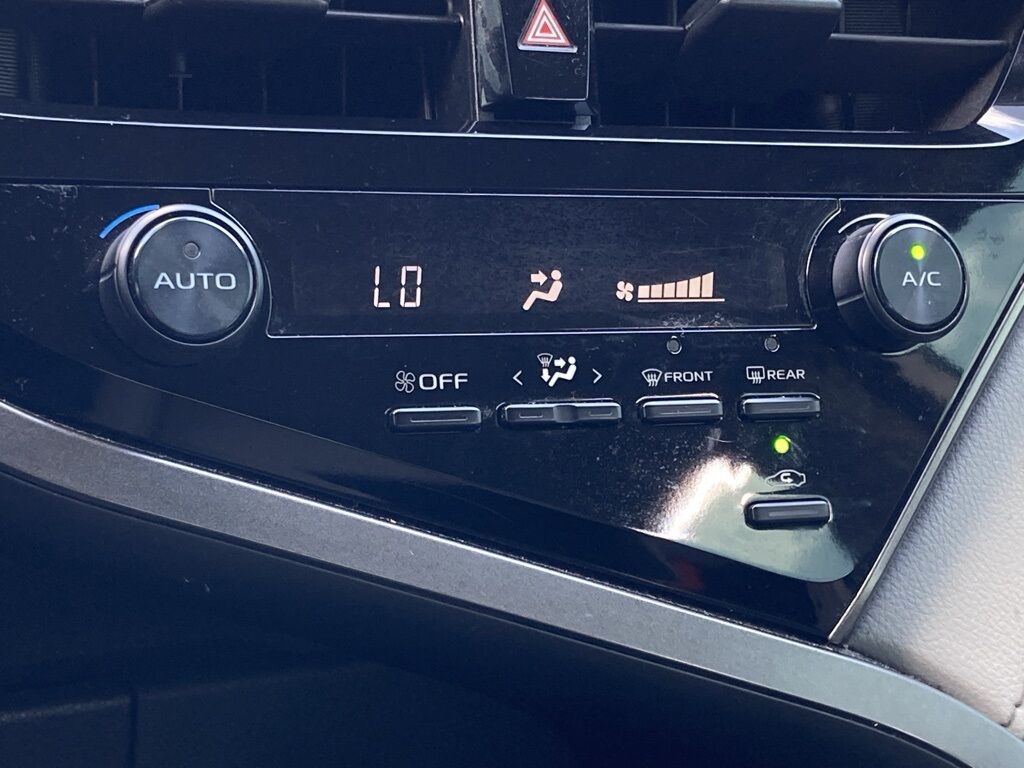 LO
AUTO
A/C
OFF
< >
FRONT
REAR